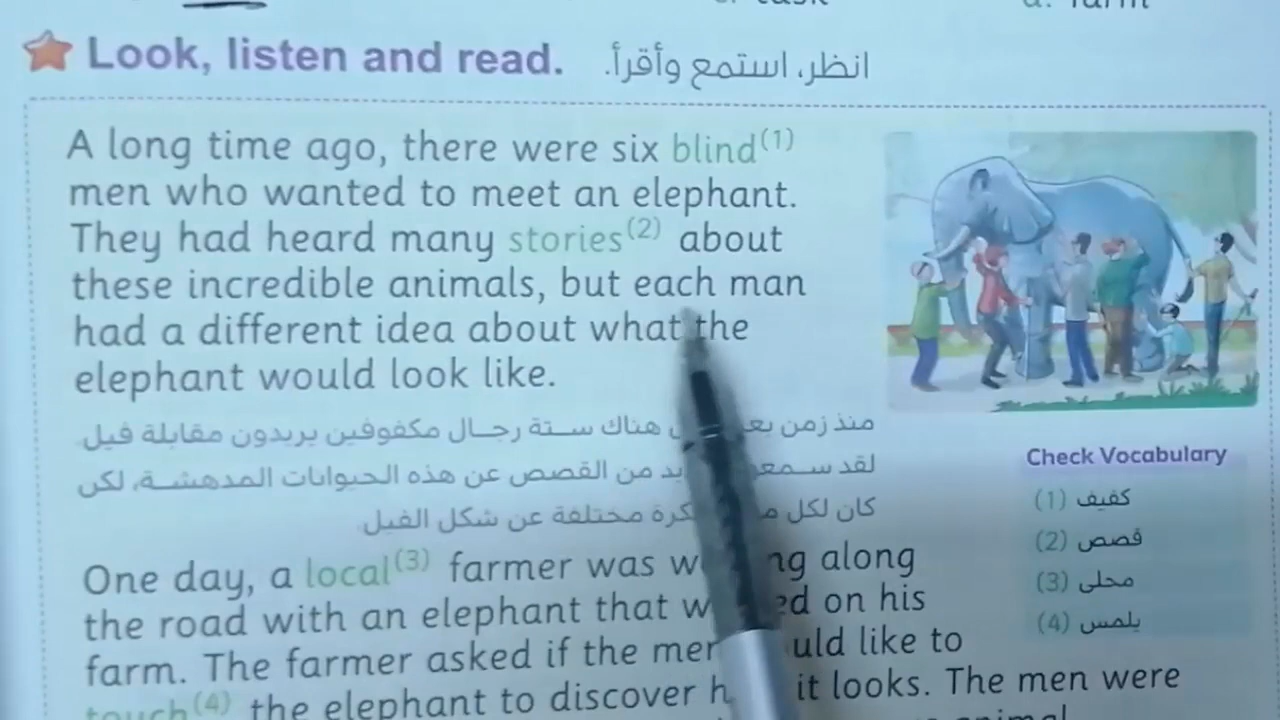 Look, listen and read. انظر، استمع وأقرأ.
A long time ago, there were six blind(1)
men who wanted to meet an elephant.
They had heard many stories(2) about
these incredible animals, but each man
had a different idea about what the
elephant would look like.
منذ زمن هناك ستة رجال مكفوفين يريدون مقابلة فيل
لقد من القصص عن هذه الحيوانات المدهشة، لكن
كان لكل مختلفة عن شكل الفيل.
Check Vocabulary
(1) كفيف
(2) قصص
(3) محلى
(4) يلمس
One day, a local(3) farmer was along
the road with an elephant that on his
farm. The farmer asked if the like to
touch(4) the elephant to discover it looks. The men were